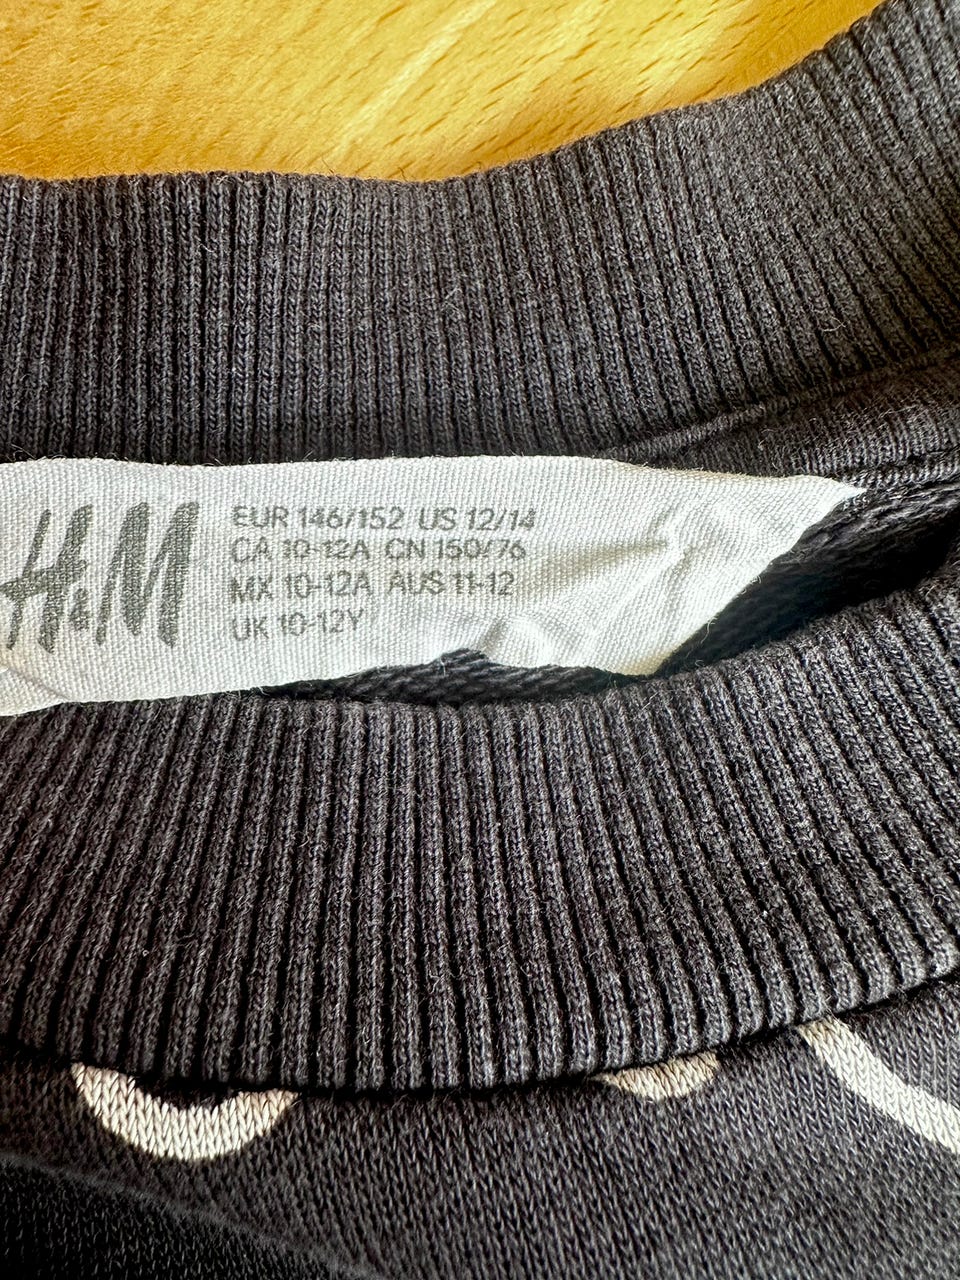 H&M
EUR 146/152 US 12/14
CA 10-12A CN 150/76
MX 10-12A AUS 11-12
UK 10-12Y